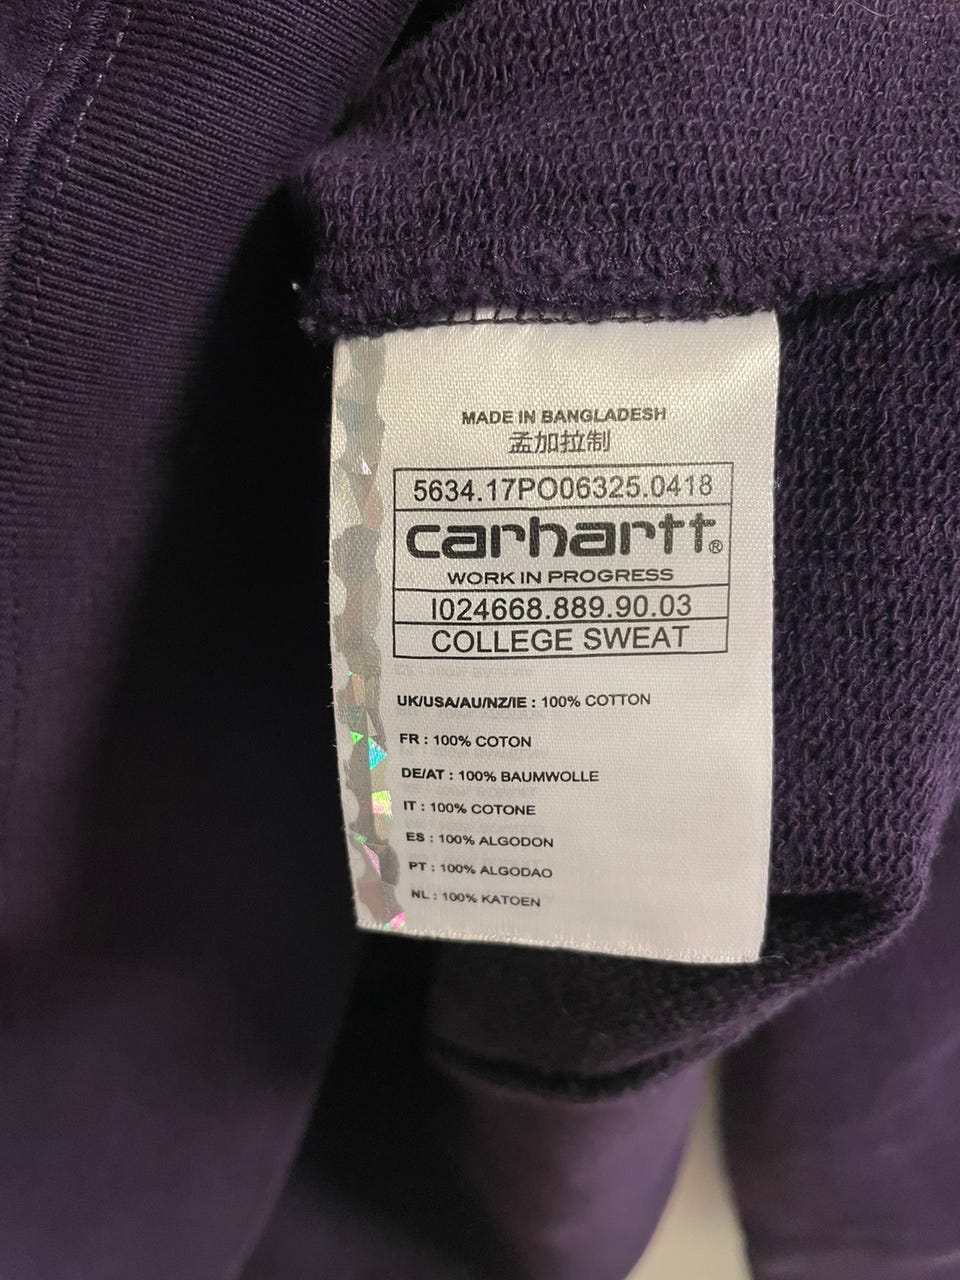 MADE IN BANGLADESH
孟加拉制
5634.17PO06325.0418
carhartt®
WORK IN PROGRESS
I024668.889.90.03
COLLEGE SWEAT
UK/USA/AU/NZ/IE : 100% COTTON
FR : 100% COTON
DE/AT : 100% BAUMWOLLE
IT : 100% COTONE
ES : 100% ALGODON
PT : 100% ALGODAO
NL : 100% KATOEN